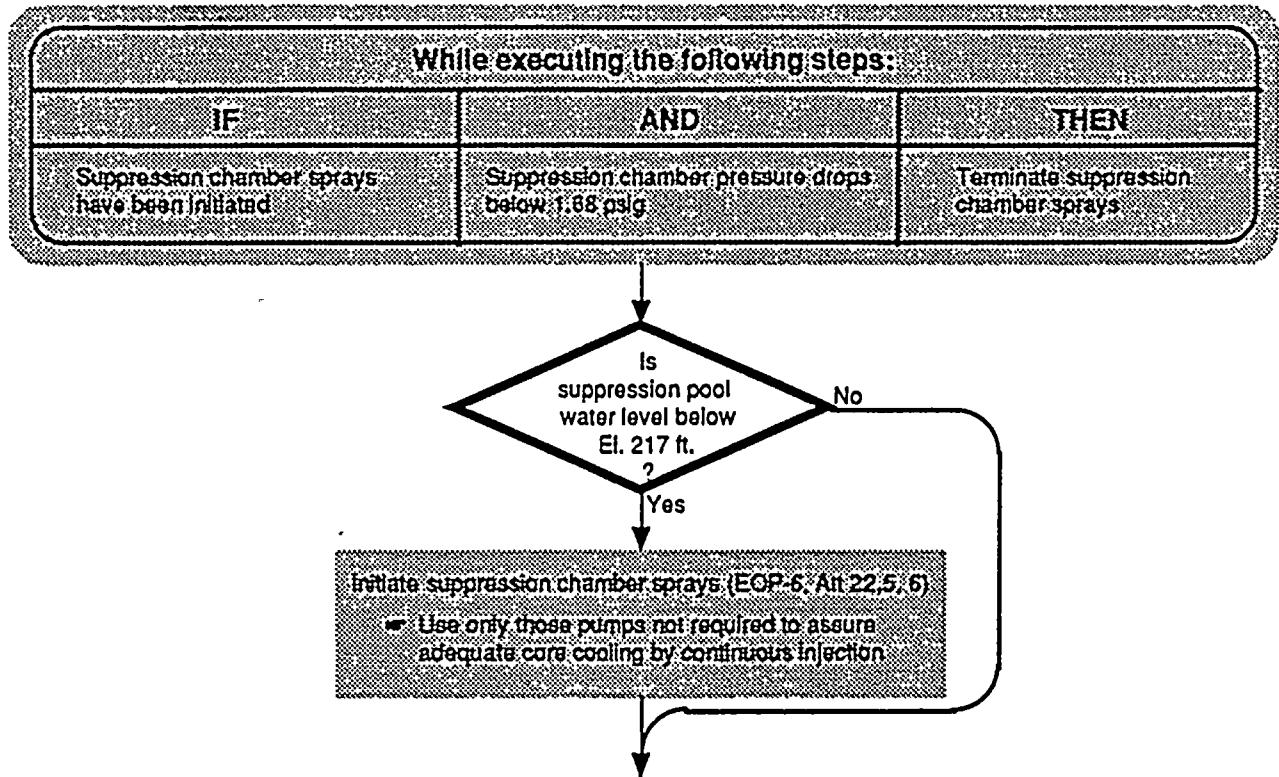 While executing the following steps:
IF
AND
THEN
Suppression chamber sprays
have been initiated
Suppression chamber pressure drops
below 1.68 psig
Terminate suppression
chamber sprays
Is
suppression pool
water level below
El. 217 ft.
?
No
Yes
Initiate suppression chamber sprays (EOP-6, Att 22,5, 6)
☛ Use only those pumps not required to assure
adequate core cooling by continuous injection